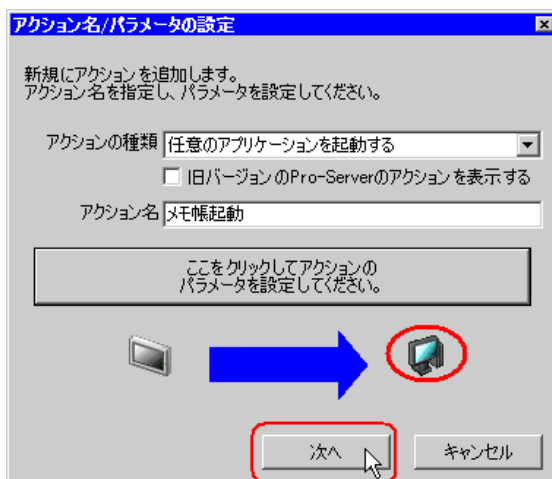 アクション名/パラメータの設定
新規にアクションを追加します。
アクション名を指定し、パラメータを設定してください。
アクションの種類 任意のアプリケーションを起動する
旧バージョンのPro-Serverのアクションを表示する
アクション名 メモ帳起動
ここをクリックしてアクションの
パラメータを設定してください。
次へ キャンセル